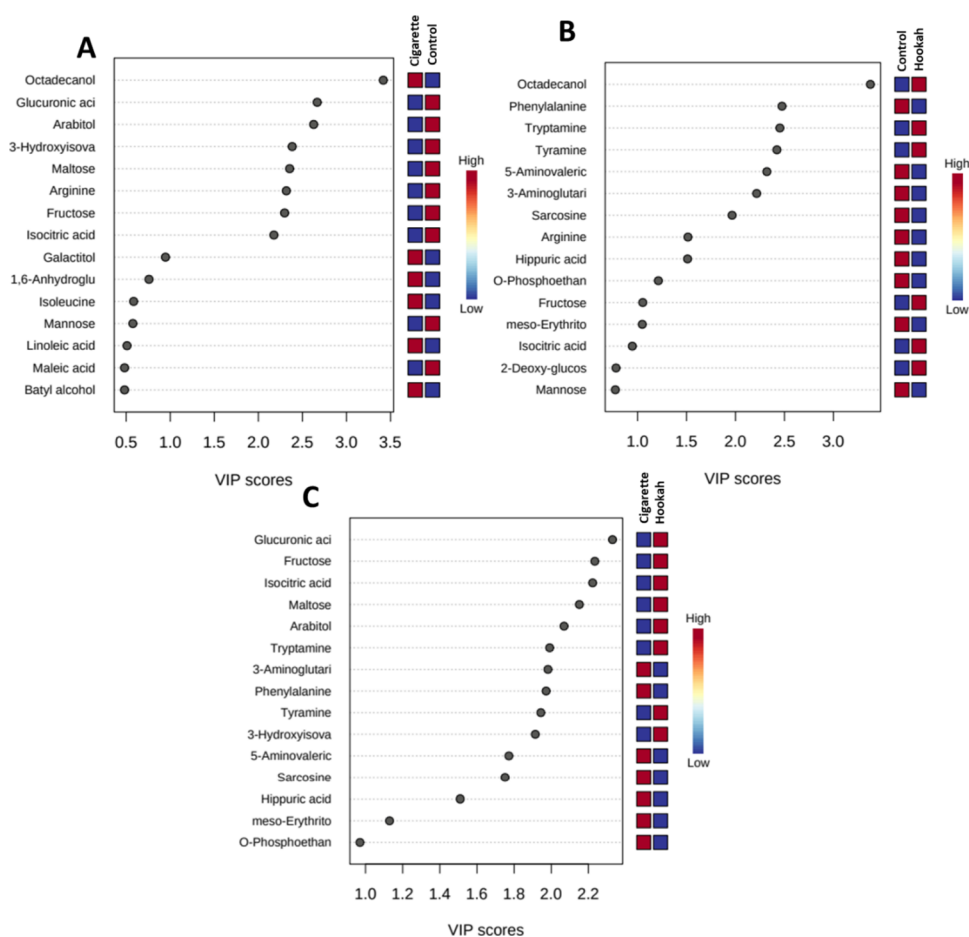 A
Cigarette
Control
Octadecanol
Glucuronic aci
Arabitol
3-Hydroxyisova
Maltose
Arginine
Fructose
Isocitric acid
Galactitol
1,6-Anhydroglu
Isoleucine
Mannose
Linoleic acid
Maleic acid
Batyl alcohol
High
Low
0.5 1.0 1.5 2.0 2.5 3.0 3.5
VIP scores
B
Control
Hookah
Octadecanol
Phenylalanine
Tryptamine
Tyramine
5-Aminovaleric
3-Aminoglutari
Sarcosine
Arginine
Hippuric acid
O-Phosphoethan
Fructose
meso-Erythrito
Isocitric acid
2-Deoxy-glucos
Mannose
High
Low
1.0 1.5 2.0 2.5 3.0
VIP scores
C
Cigarette
Hookah
Glucuronic aci
Fructose
Isocitric acid
Maltose
Arabitol
Tryptamine
3-Aminoglutari
Phenylalanine
Tyramine
3-Hydroxyisova
5-Aminovaleric
Sarcosine
Hippuric acid
meso-Erythrito
O-Phosphoethan
High
Low
1.0 1.2 1.4 1.6 1.8 2.0 2.2
VIP scores